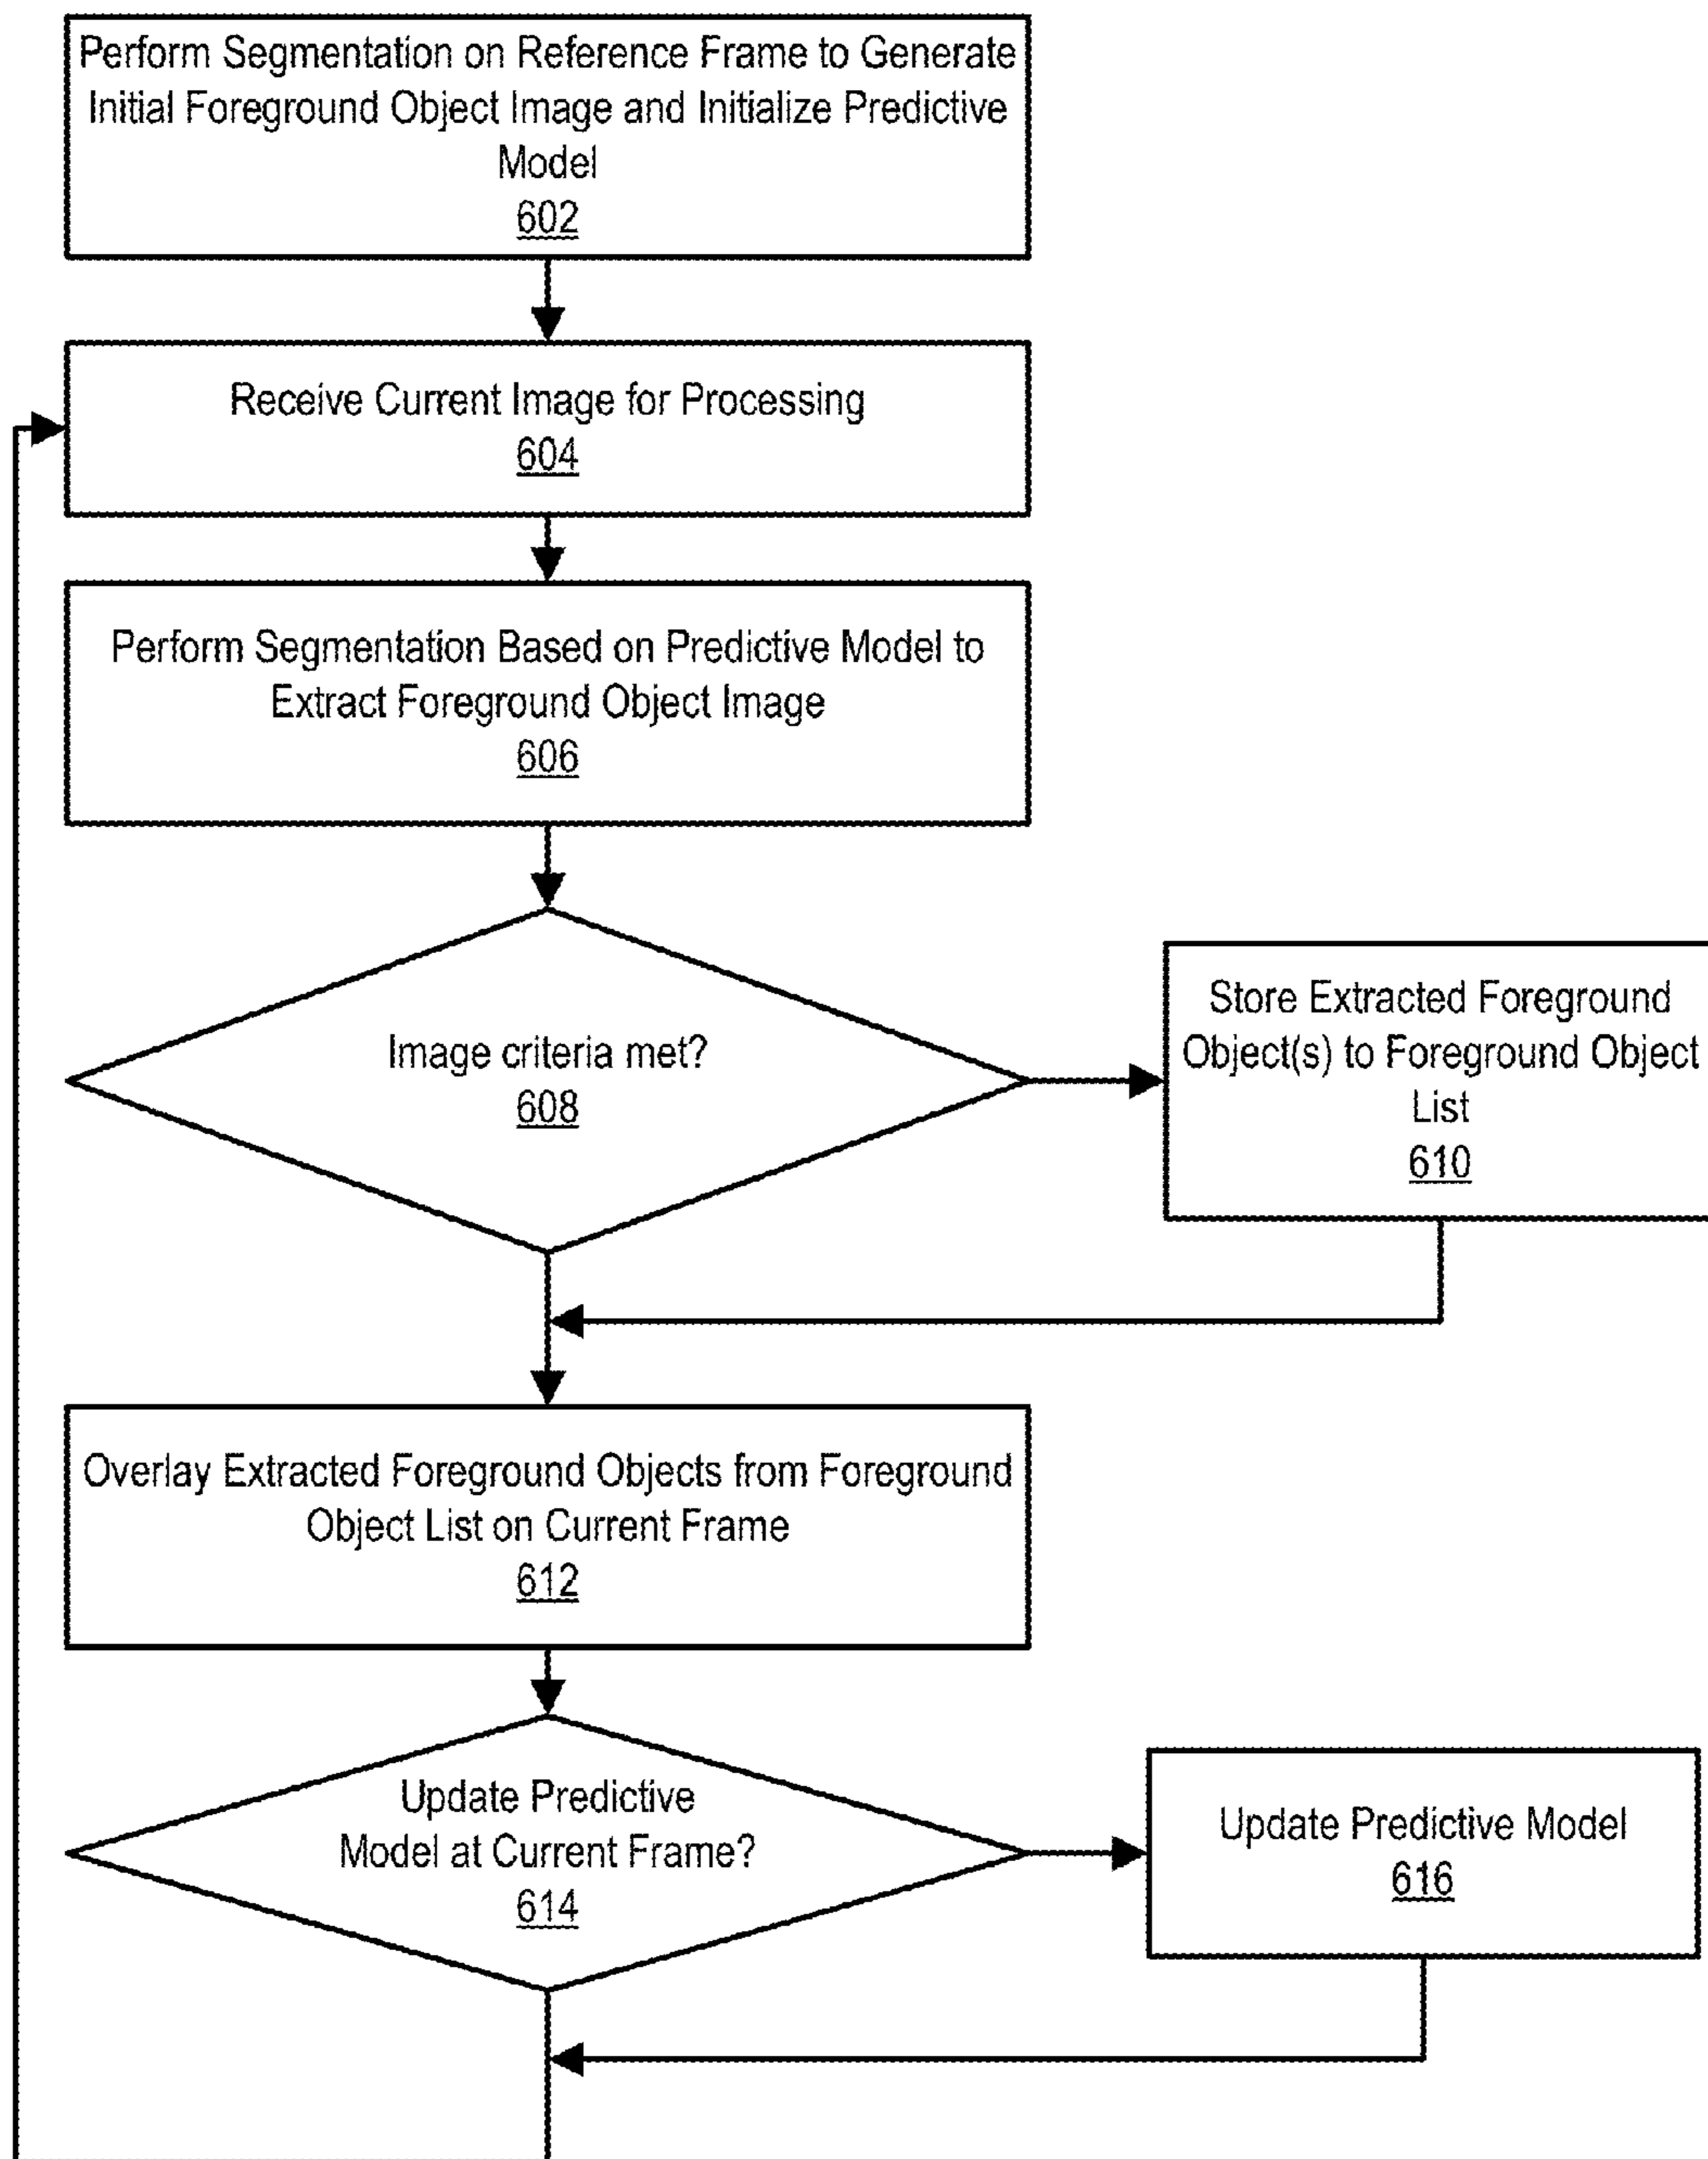 Perform Segmentation on Reference Frame to Generate
Initial Foreground Object Image and Initialize Predictive
Model
602
Receive Current Image for Processing
604
Perform Segmentation Based on Predictive Model to
Extract Foreground Object Image
606
Image criteria met?
608
Store Extracted Foreground
Object(s) to Foreground Object
List
610
Overlay Extracted Foreground Objects from Foreground
Object List on Current Frame
612
Update Predictive
Model at Current Frame?
614
Update Predictive Model
616